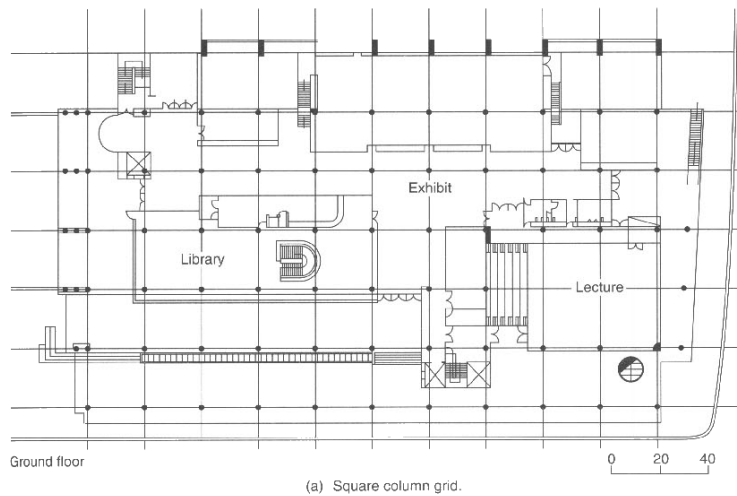 Exhibit
Library
Lecture
Ground floor
0 20 40
(a) Square column grid.